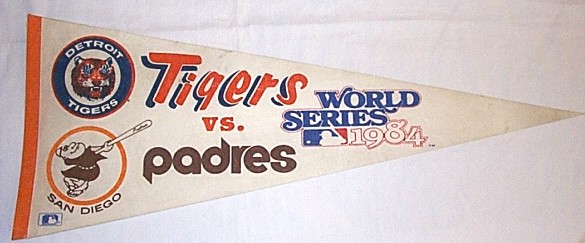 DETROIT
TIGERS
Tigers
vs.
padres
WORLD
SERIES
1984
SAN DIEGO